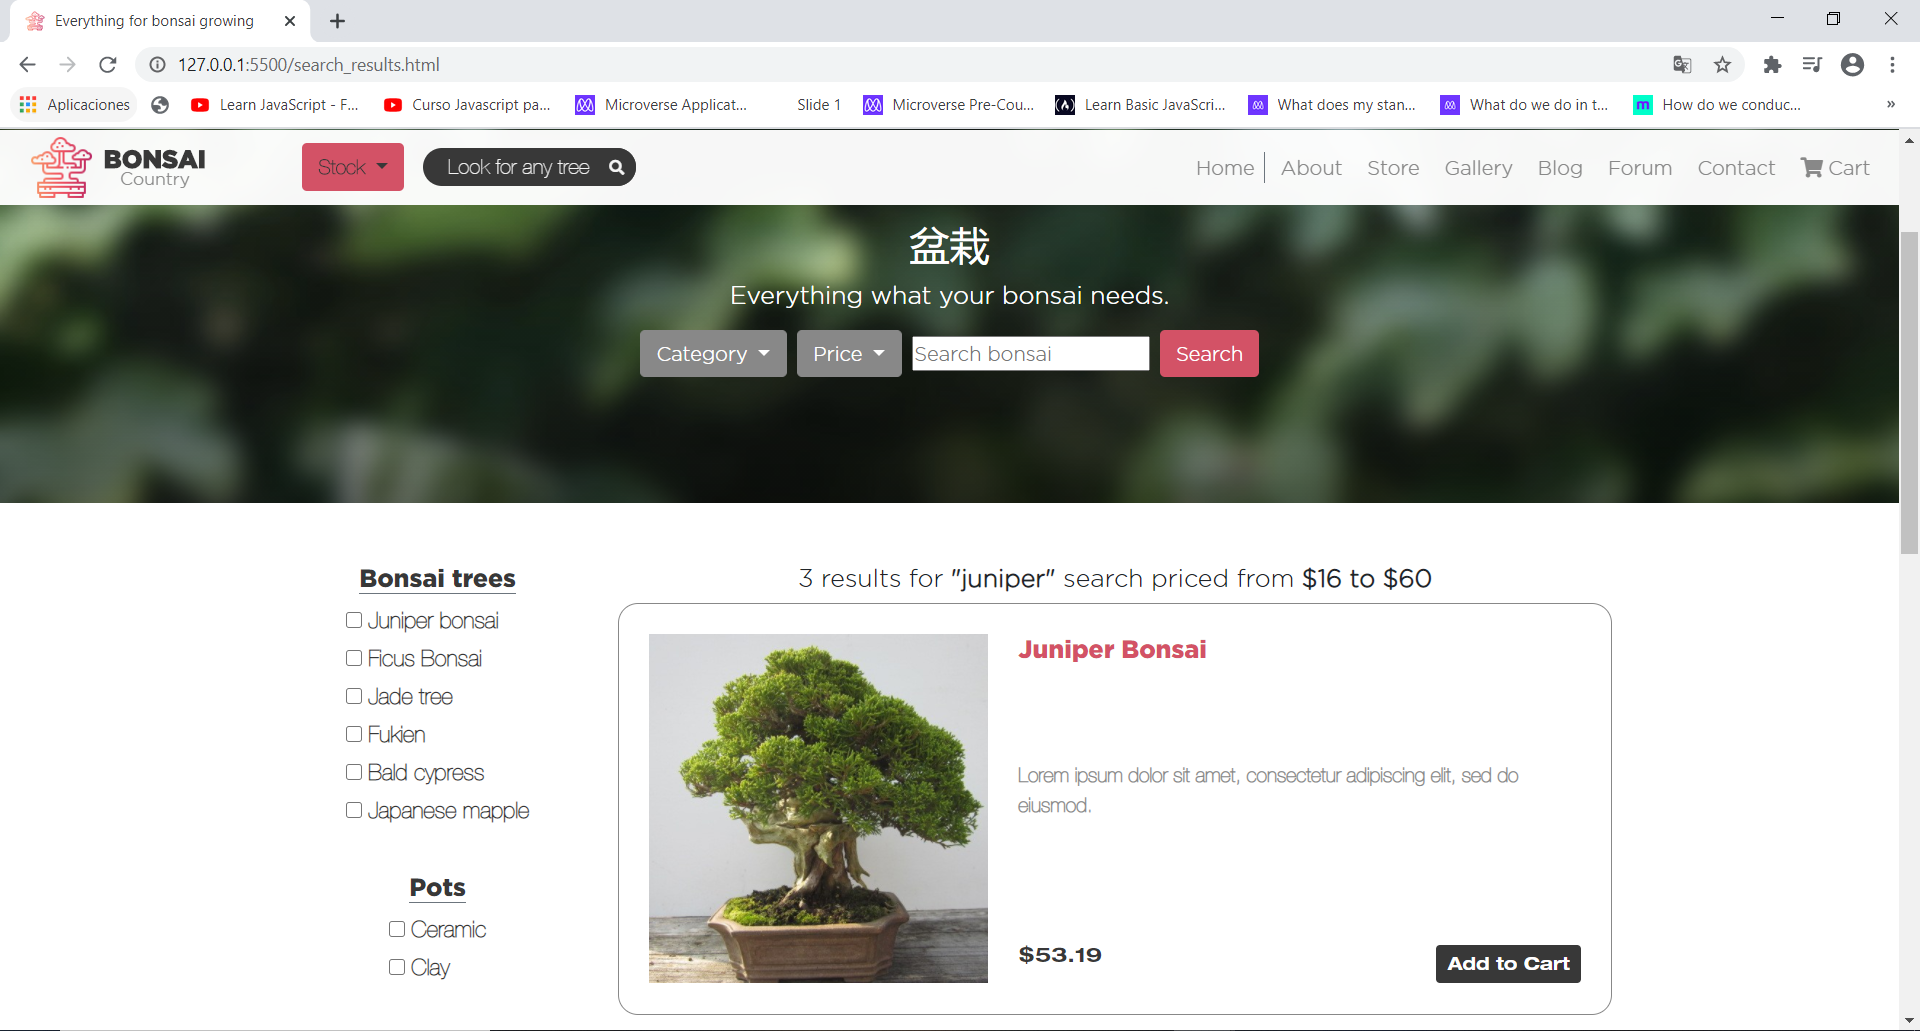 Everything for bonsai growing
127.0.0.1:5500/search_results.html
Aplicaciones
Learn JavaScript - F...
Curso Javascript pa...
Microverse Applicat...
Slide 1
Microverse Pre-Cou...
Learn Basic JavaScri...
What does my stan...
What do we do in t...
How do we conduc...
»
BONSAI
Country
Stock
Look for any tree
Home
About
Store
Gallery
Blog
Forum
Contact
Cart
盆栽
Everything what your bonsai needs.
Category
Price
Search bonsai
Search
Bonsai trees
Juniper bonsai
Ficus Bonsai
Jade tree
Fukien
Bald cypress
Japanese mapple
Pots
Ceramic
Clay
3 results for "juniper" search priced from $16 to $60
Juniper Bonsai
Lorem ipsum dolor sit amet, consectetur adipiscing elit, sed do
eiusmod.
$53.19
Add to Cart